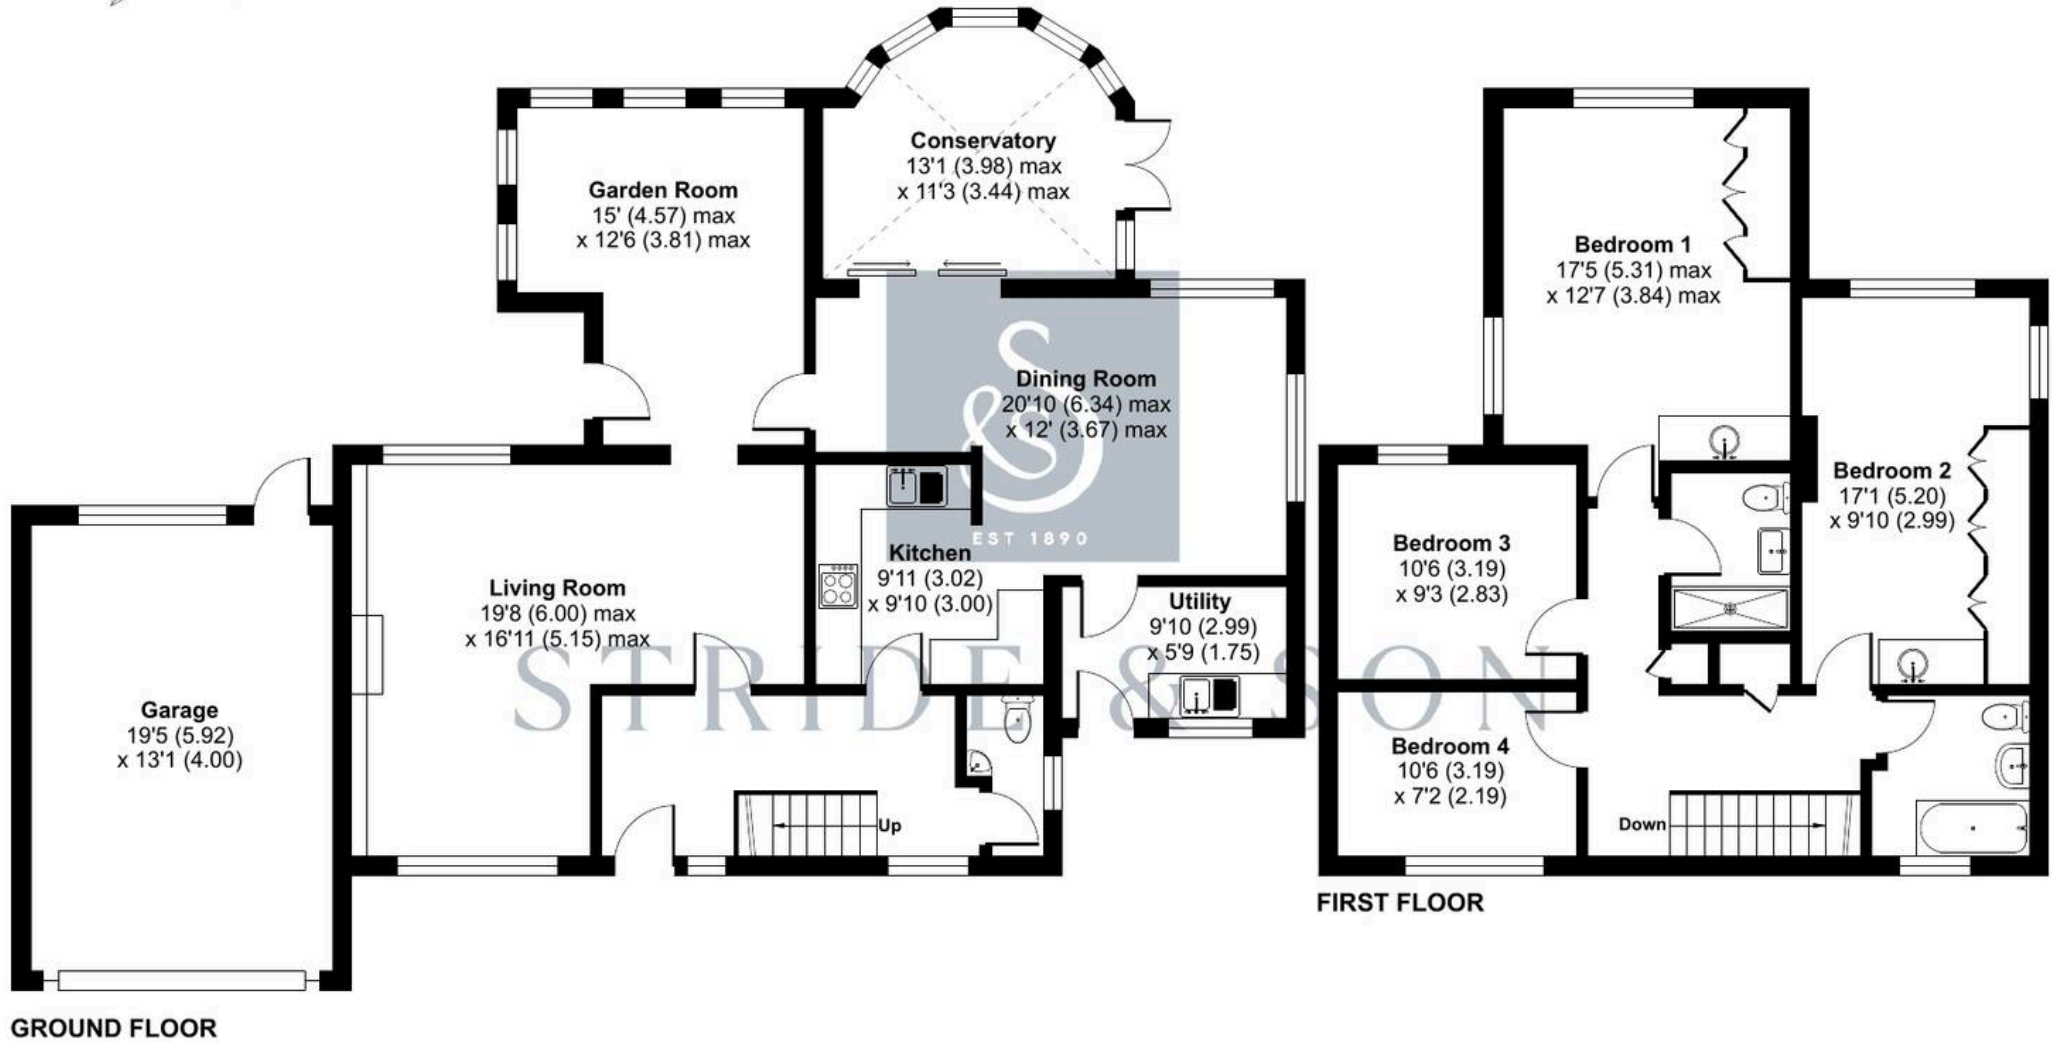 Conservatory
13'1 (3.98) max
x 11'3 (3.44) max
Garden Room
15' (4.57) max
x 12'6 (3.81) max
Bedroom 1
17'5 (5.31) max
x 12'7 (3.84) max
Dining Room
20'10 (6.34) max
x 12' (3.67) max
&S
EST 1890
Bedroom 2
17'1 (5.20)
x 9'10 (2.99)
Kitchen
9'11 (3.02)
x 9'10 (3.00)
Bedroom 3
10'6 (3.19)
x 9'3 (2.83)
Living Room
19'8 (6.00) max
x 16'11 (5.15) max
Utility
9'10 (2.99)
x 5'9 (1.75)
STRIDE & SON
Garage
19'5 (5.92)
x 13'1 (4.00)
Bedroom 4
10'6 (3.19)
x 7'2 (2.19)
Up
Down
FIRST FLOOR
GROUND FLOOR